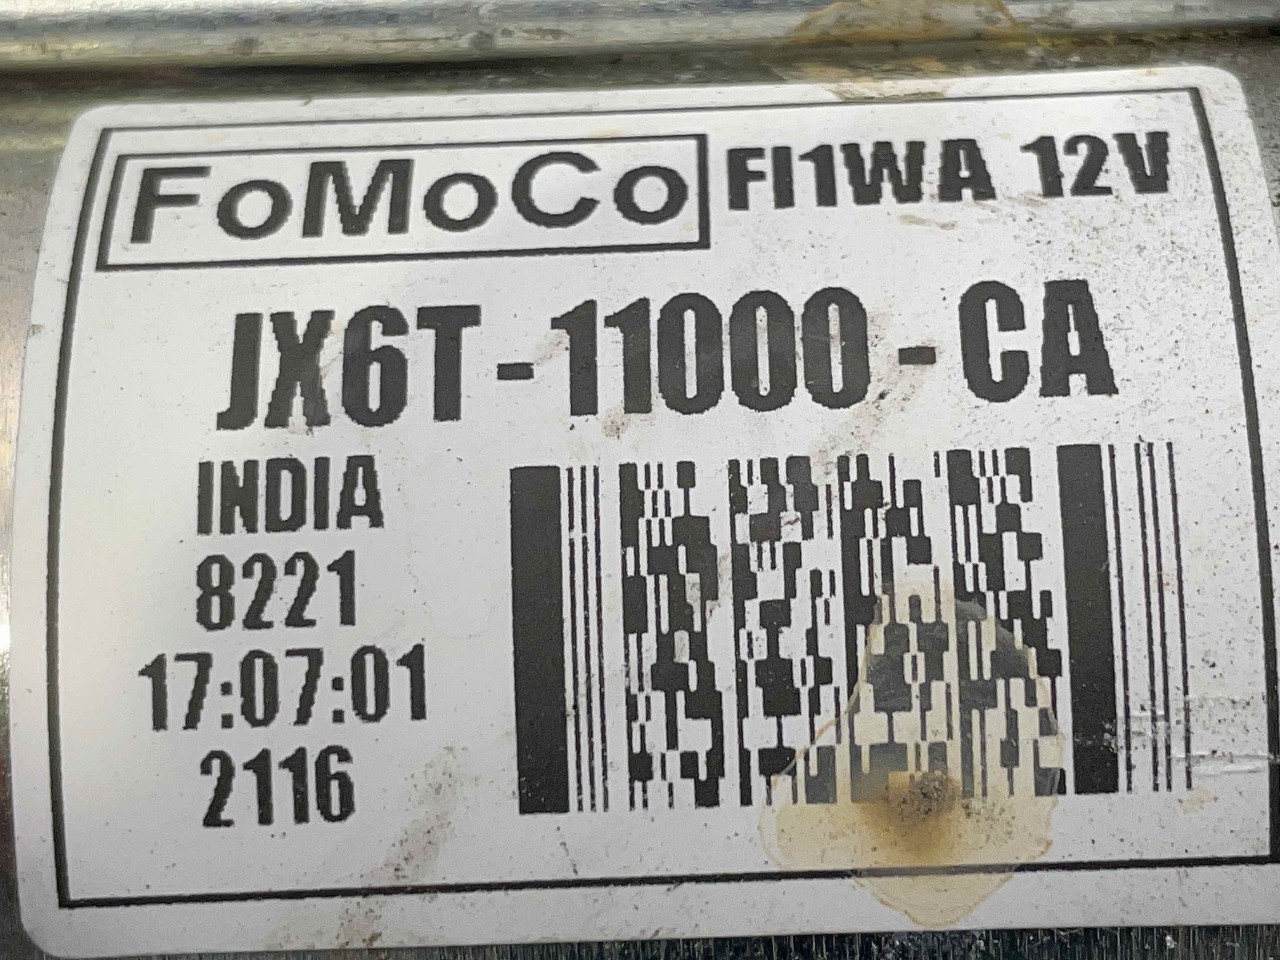 FoMoCo FI1WA 12V
JX6T-11000-CA
INDIA
8221
17:07:01
2116